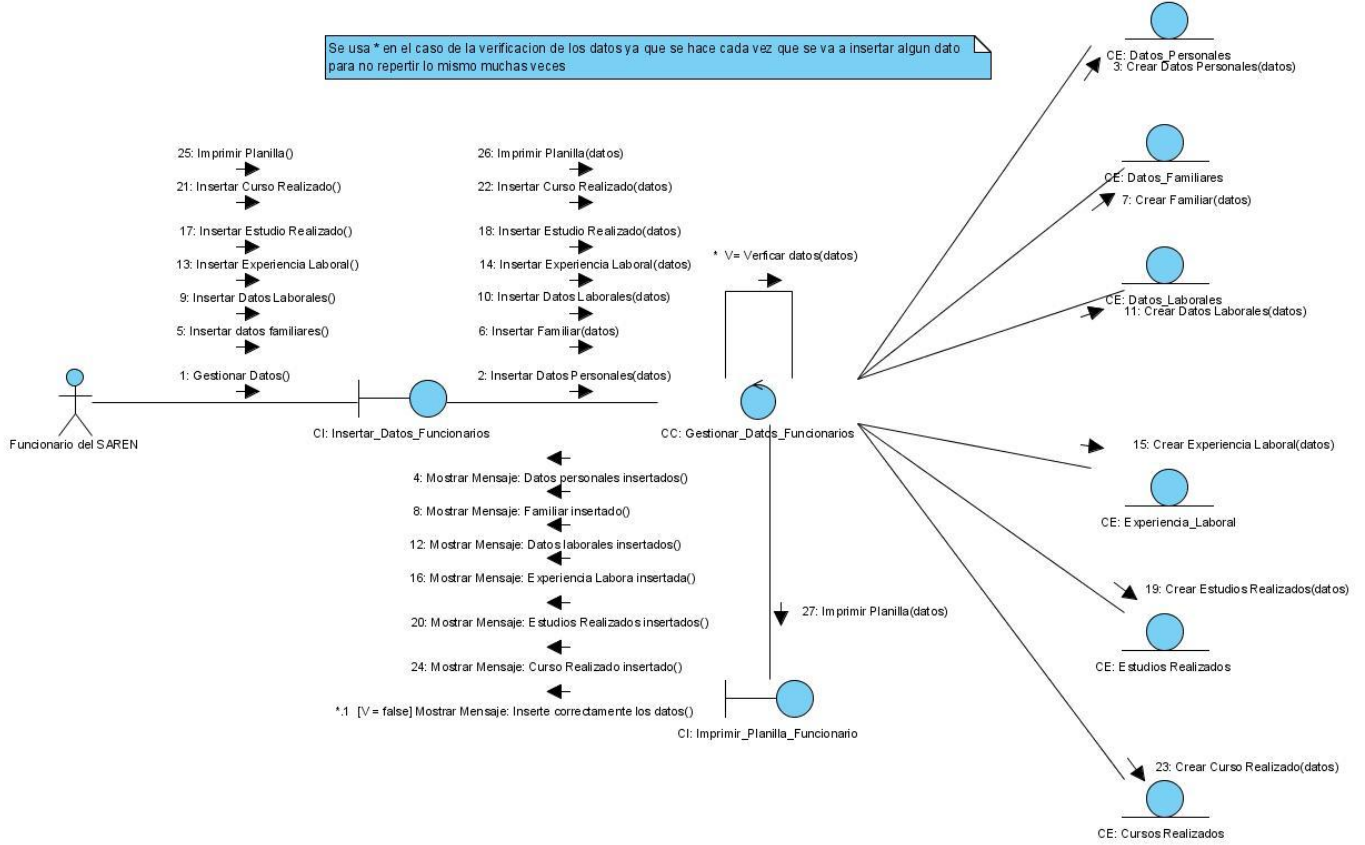 Se usa * en el caso de la verificacion de los datos ya que se hace cada vez que se va a insertar algun dato
para no repertir lo mismo muchas veces
CE: Datos_Personales
3: Crear Datos Personales(datos)
25: Imprimir Planilla()
26: Imprimir Planilla(datos)
CE: Datos_Familiares
21: Insertar Curso Realizado()
22: Insertar Curso Realizado(datos)
7: Crear Familiar(datos)
17: Insertar Estudio Realizado()
18: Insertar Estudio Realizado(datos)
* V= Verficar datos(datos)
13: Insertar Experiencia Laboral()
14: Insertar Experiencia Laboral(datos)
9: Insertar Datos Laborales()
10: Insertar Datos Laborales(datos)
CE: Datos_Laborales
11: Crear Datos Laborales(datos)
5: Insertar datos familiares()
6: Insertar Familiar(datos)
1: Gestionar Datos()
2: Insertar Datos Personales(datos)
Funcionario del SAREN
CI: Insertar_Datos_Funcionarios
CC: Gestionar_Datos_Funcionarios
15: Crear Experiencia Laboral(datos)
4: Mostrar Mensaje: Datos personales insertados()
8: Mostrar Mensaje: Familiar insertado()
CE: Experiencia_Laboral
12: Mostrar Mensaje: Datos laborales insertados()
16: Mostrar Mensaje: Experiencia Labora insertada()
19: Crear Estudios Realizados(datos)
27: Imprimir Planilla(datos)
20: Mostrar Mensaje: Estudios Realizados insertados()
24: Mostrar Mensaje: Curso Realizado insertado()
CE: Estudios Realizados
*.1 [V = false] Mostrar Mensaje: Inserte correctamente los datos()
CI: Imprimir_Planilla_Funcionario
23: Crear Curso Realizado(datos)
CE: Cursos Realizados